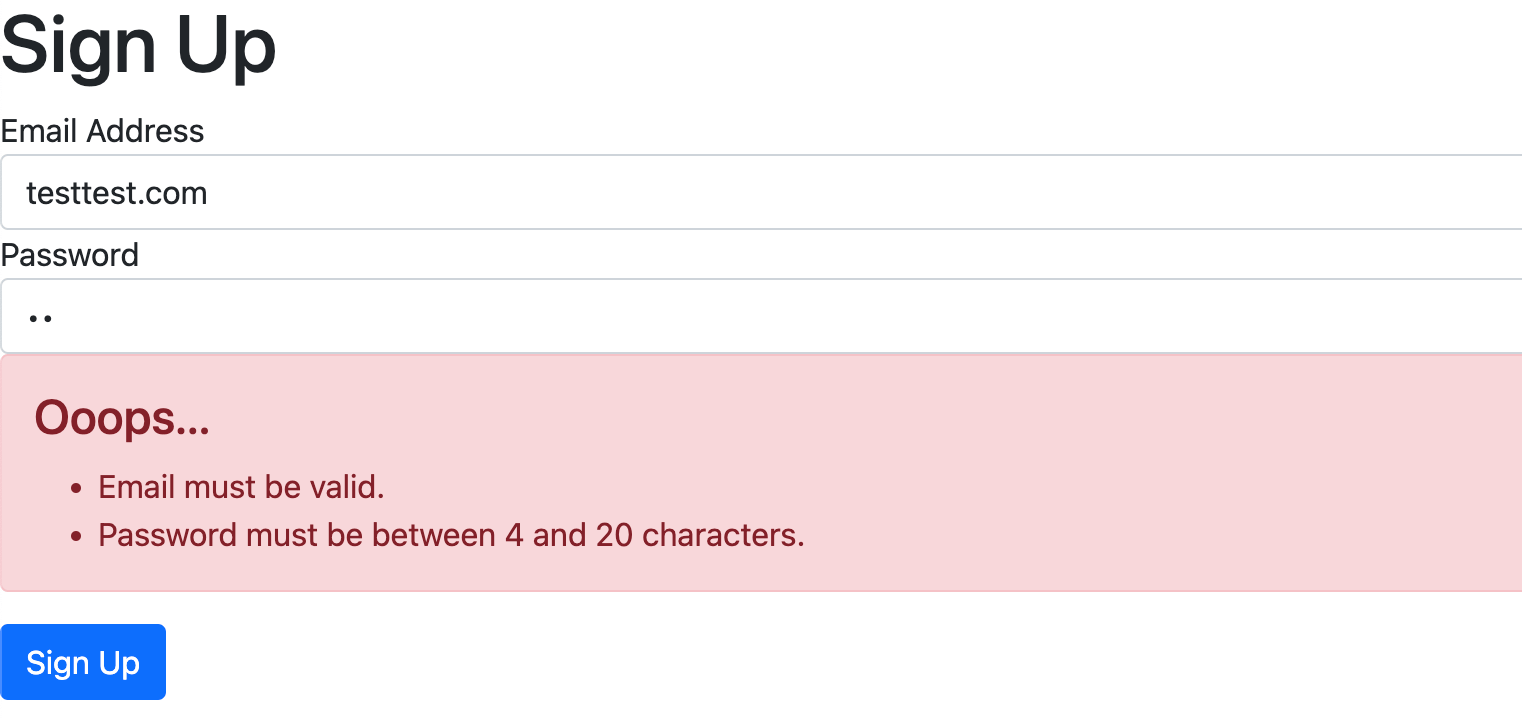 Sign Up
Email Address
testtest.com
Password
••
Ooops...
• Email must be valid.
• Password must be between 4 and 20 characters.
Sign Up